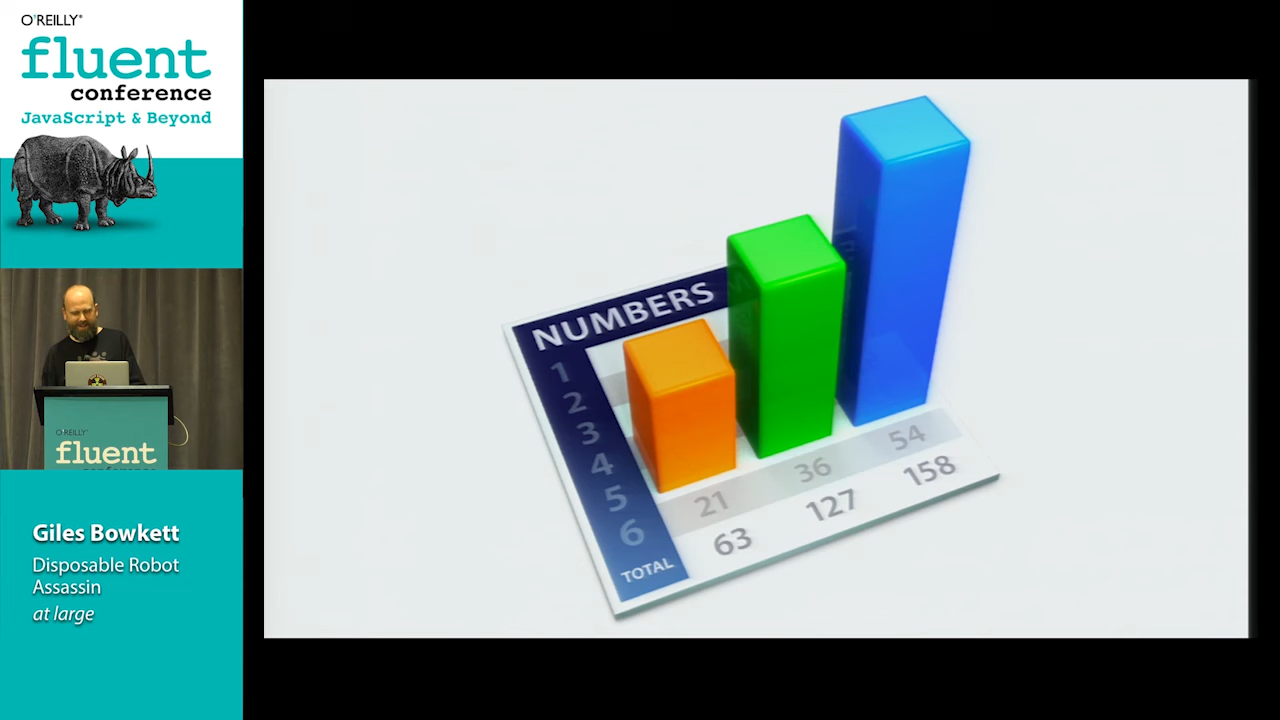 O'REILLY®
fluent
conference
JavaScript & Beyond
O'REILLY®
fluent
Giles Bowkett
Disposable Robot
Assassin
at large
NUMBERS
1
2
3
4
5
6
21 36 54
TOTAL
63 127 158